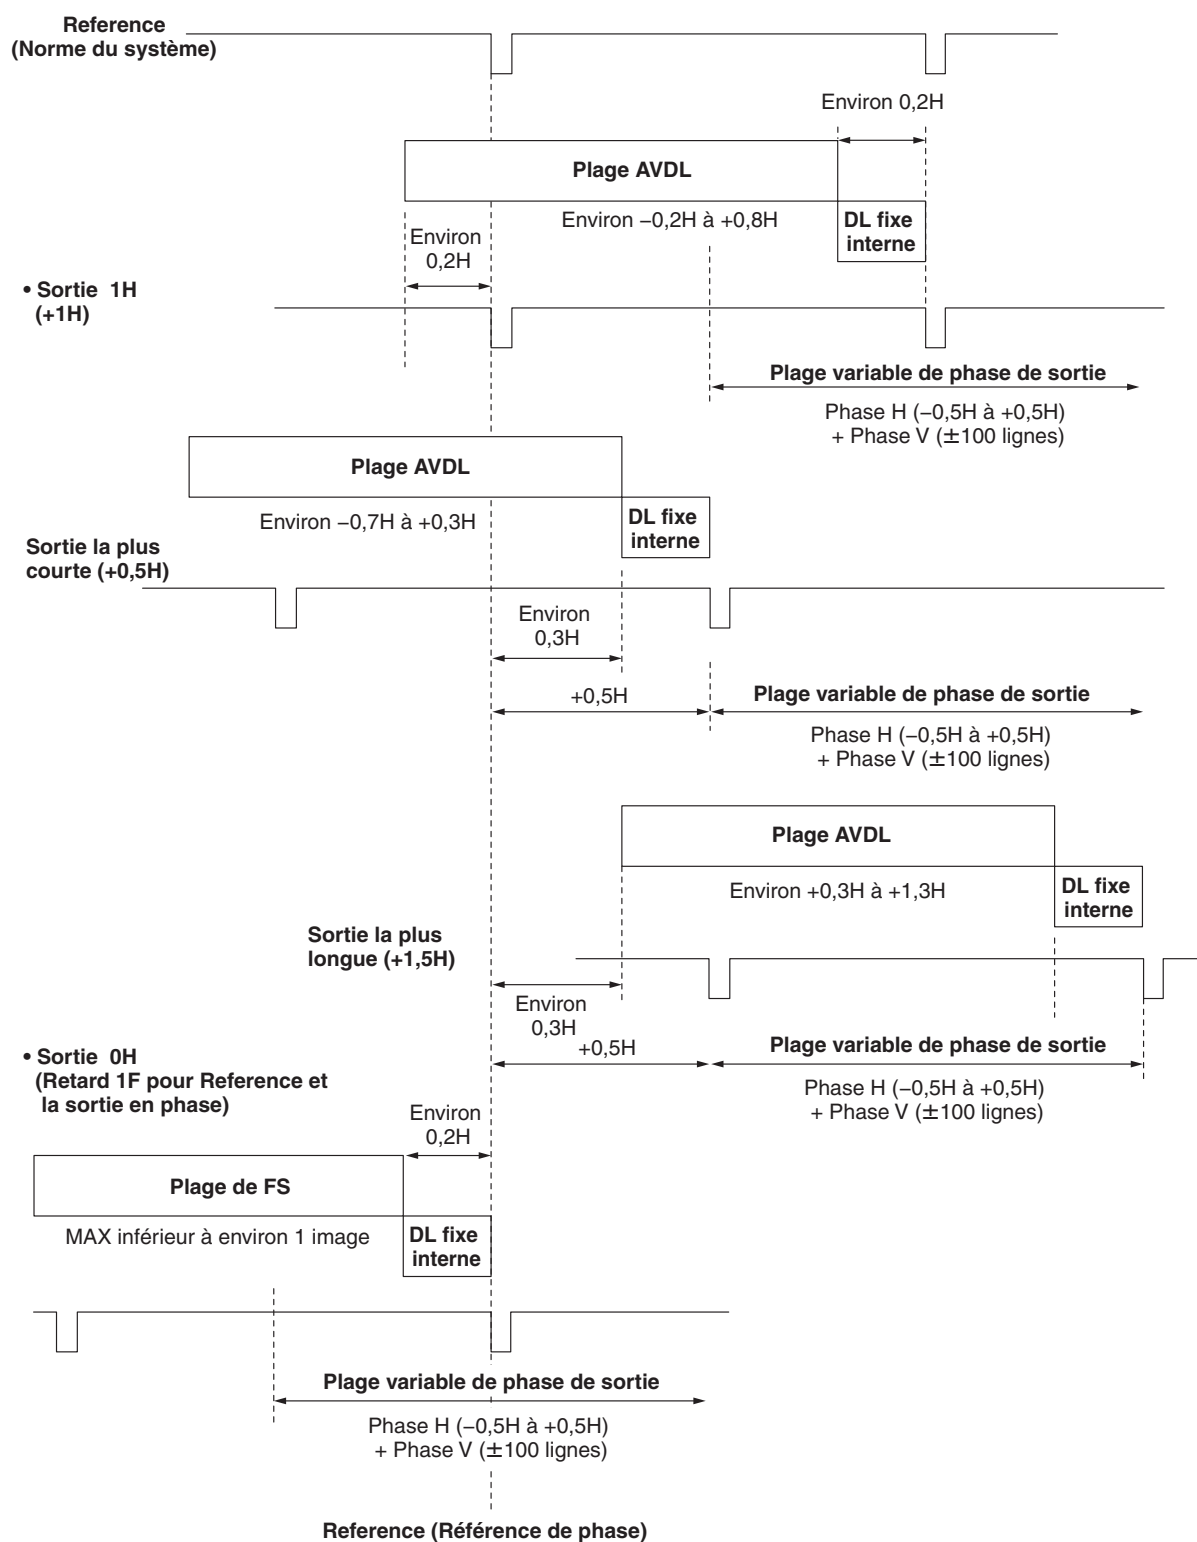 Reference
(Norme du système)
Environ 0,2H
Plage AVDL
Environ −0,2H à +0,8H
DL fixe
interne
Environ
0,2H
• Sortie 1H
(+1H)
Plage variable de phase de sortie
Phase H (−0,5H à +0,5H)
+ Phase V (±100 lignes)
Plage AVDL
Environ −0,7H à +0,3H
DL fixe
interne
Sortie la plus
courte (+0,5H)
Environ
0,3H
+0,5H
Plage variable de phase de sortie
Phase H (−0,5H à +0,5H)
+ Phase V (±100 lignes)
Plage AVDL
Environ +0,3H à +1,3H
DL fixe
interne
Sortie la plus
longue (+1,5H)
Environ
0,3H
+0,5H
Plage variable de phase de sortie
Phase H (−0,5H à +0,5H)
+ Phase V (±100 lignes)
• Sortie 0H
(Retard 1F pour Reference et
la sortie en phase)
Environ
0,2H
Plage de FS
MAX inférieur à environ 1 image
DL fixe
interne
Plage variable de phase de sortie
Phase H (−0,5H à +0,5H)
+ Phase V (±100 lignes)
Reference (Référence de phase)